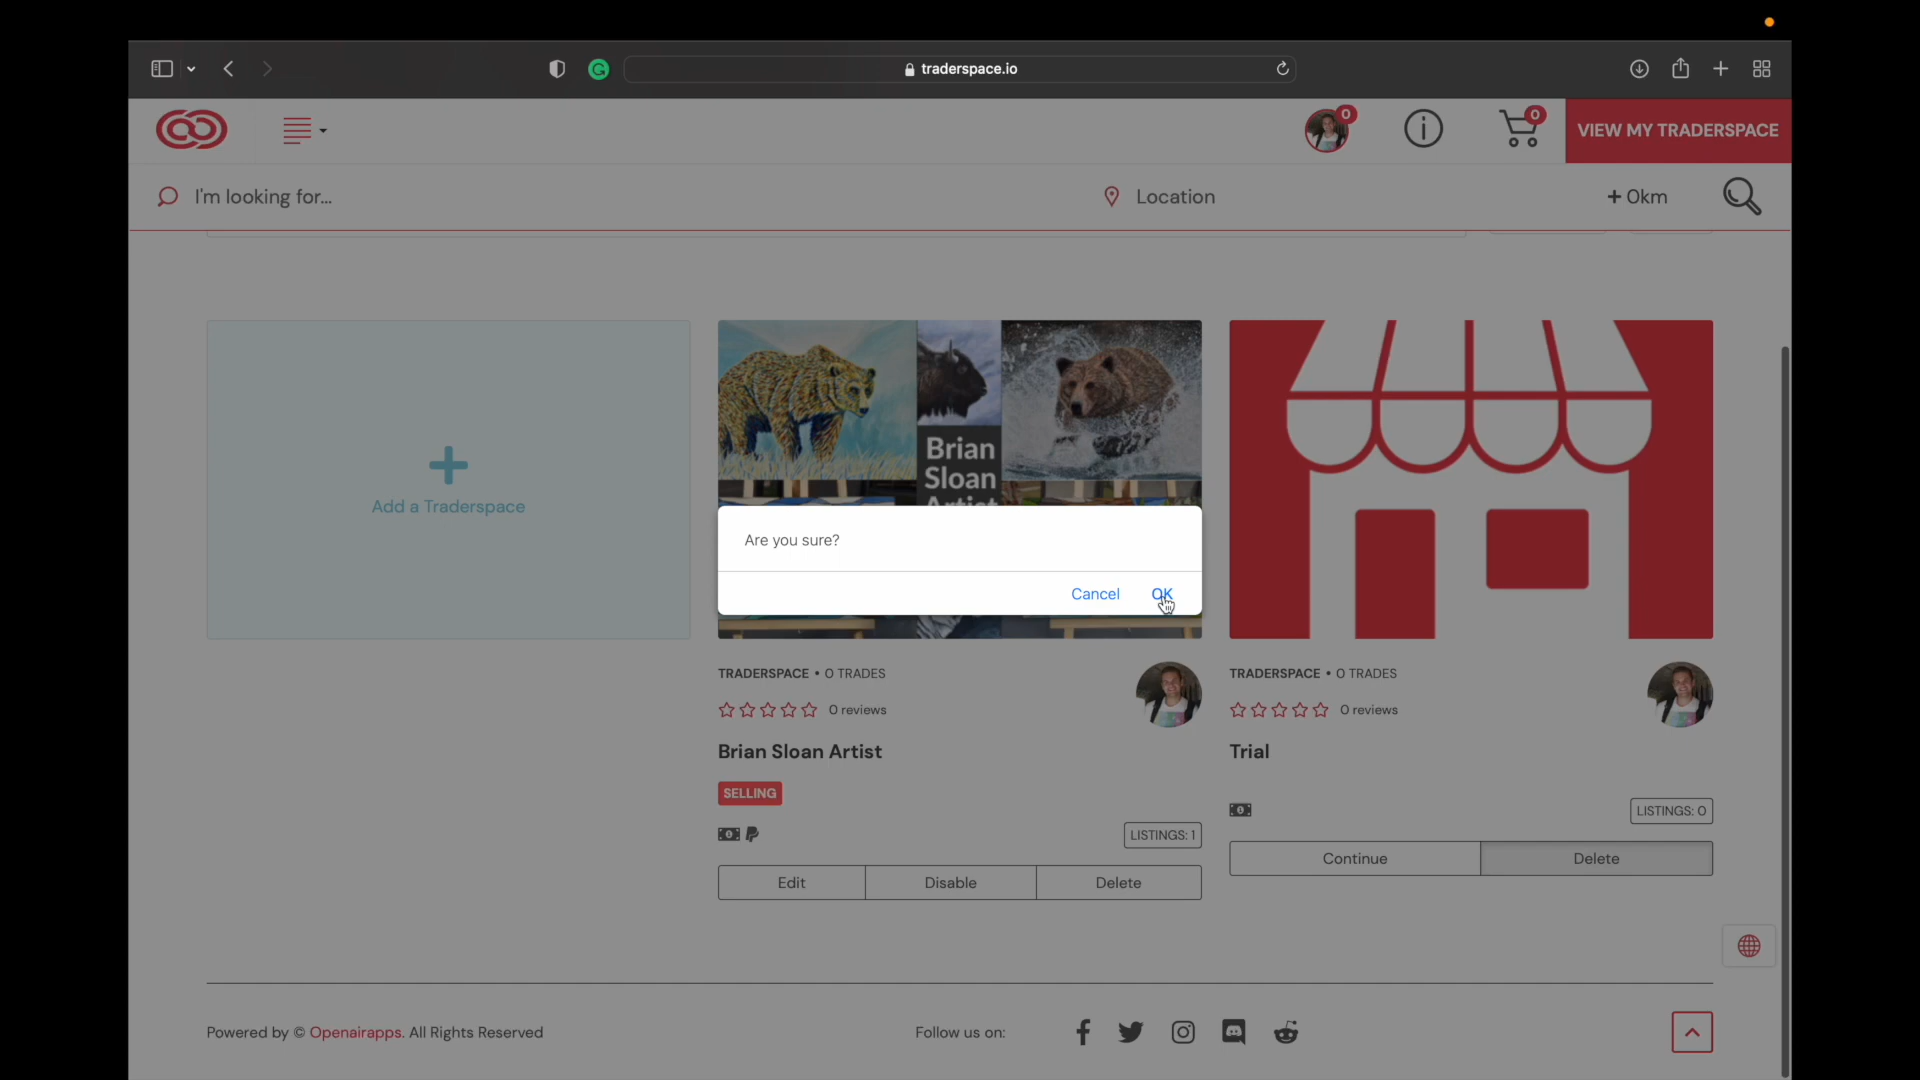 traderspace.io
0
0
VIEW MY TRADERSPACE
I'm looking for...
Location
+ 0km
Add a Traderspace
Brian
Sloan
Artist
Are you sure?
Cancel
OK
TRADERSPACE • 0 TRADES
0 reviews
Brian Sloan Artist
SELLING
LISTINGS: 1
Edit
Disable
Delete
TRADERSPACE • 0 TRADES
0 reviews
Trial
LISTINGS: 0
Continue
Delete
Powered by © Openairapps. All Rights Reserved
Follow us on: